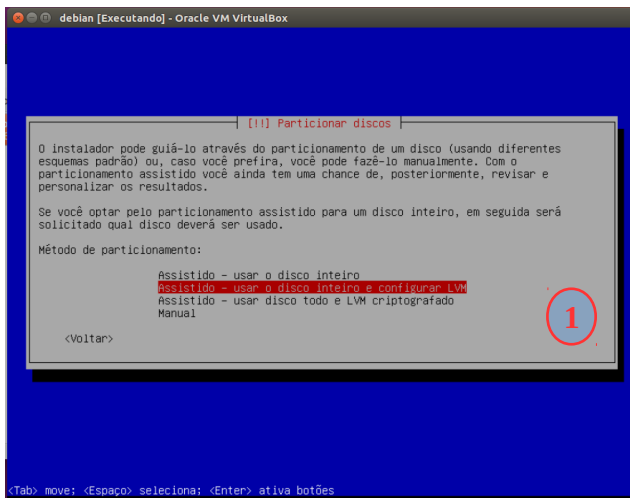 debian [Executando] - Oracle VM VirtualBox
[!!] Particionar discos
O instalador pode guiá-lo através do particionamento de um disco (usando diferentes
esquemas padrão) ou, caso você prefira, você pode fazê-lo manualmente. Com o
particionamento assistido você ainda tem uma chance de, posteriormente, revisar e
personalizar os resultados.
Se você optar pelo particionamento assistido para um disco inteiro, em seguida será
solicitado qual disco deverá ser usado.
Método de particionamento:
Assistido - usar o disco inteiro
Assistido - usar o disco inteiro e configurar LVM
Assistido - usar disco todo e LVM criptografado
Manual
1
<Voltar>
<Tab> move; <Espaço> seleciona; <Enter> ativa botões